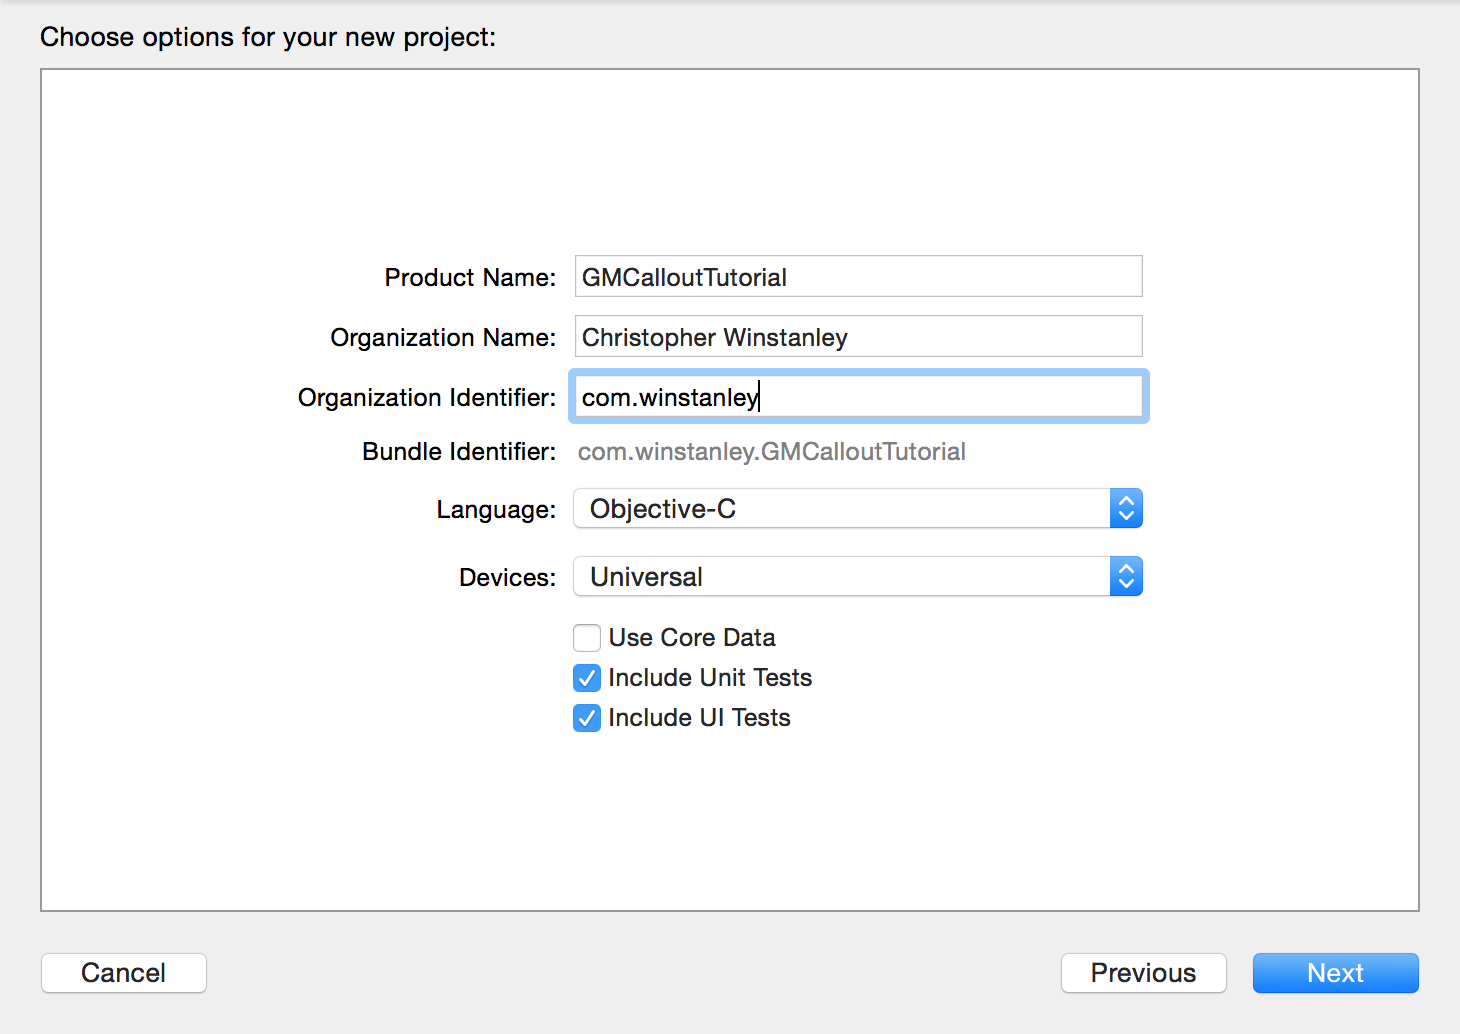 Choose options for your new project:
Product Name: GMCalloutTutorial
Organization Name: Christopher Winstanley
Organization Identifier: com.winstanley
Bundle Identifier: com.winstanley.GMCalloutTutorial
Language: Objective-C
Devices: Universal
Use Core Data
Include Unit Tests
Include UI Tests
Cancel Previous Next